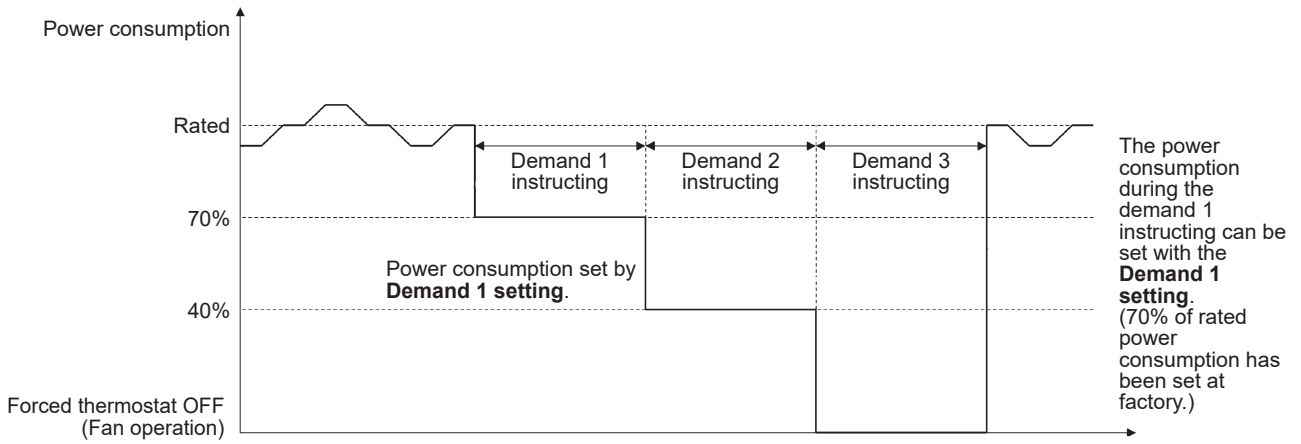 Power consumption
Rated
Demand 1
instructing
Demand 2
instructing
Demand 3
instructing
70%
Power consumption set by
Demand 1 setting.
40%
Forced thermostat OFF
(Fan operation)
The power
consumption
during the
demand 1
instructing can be
set with the
Demand 1
setting.
(70% of rated
power
consumption has
been set at
factory.)